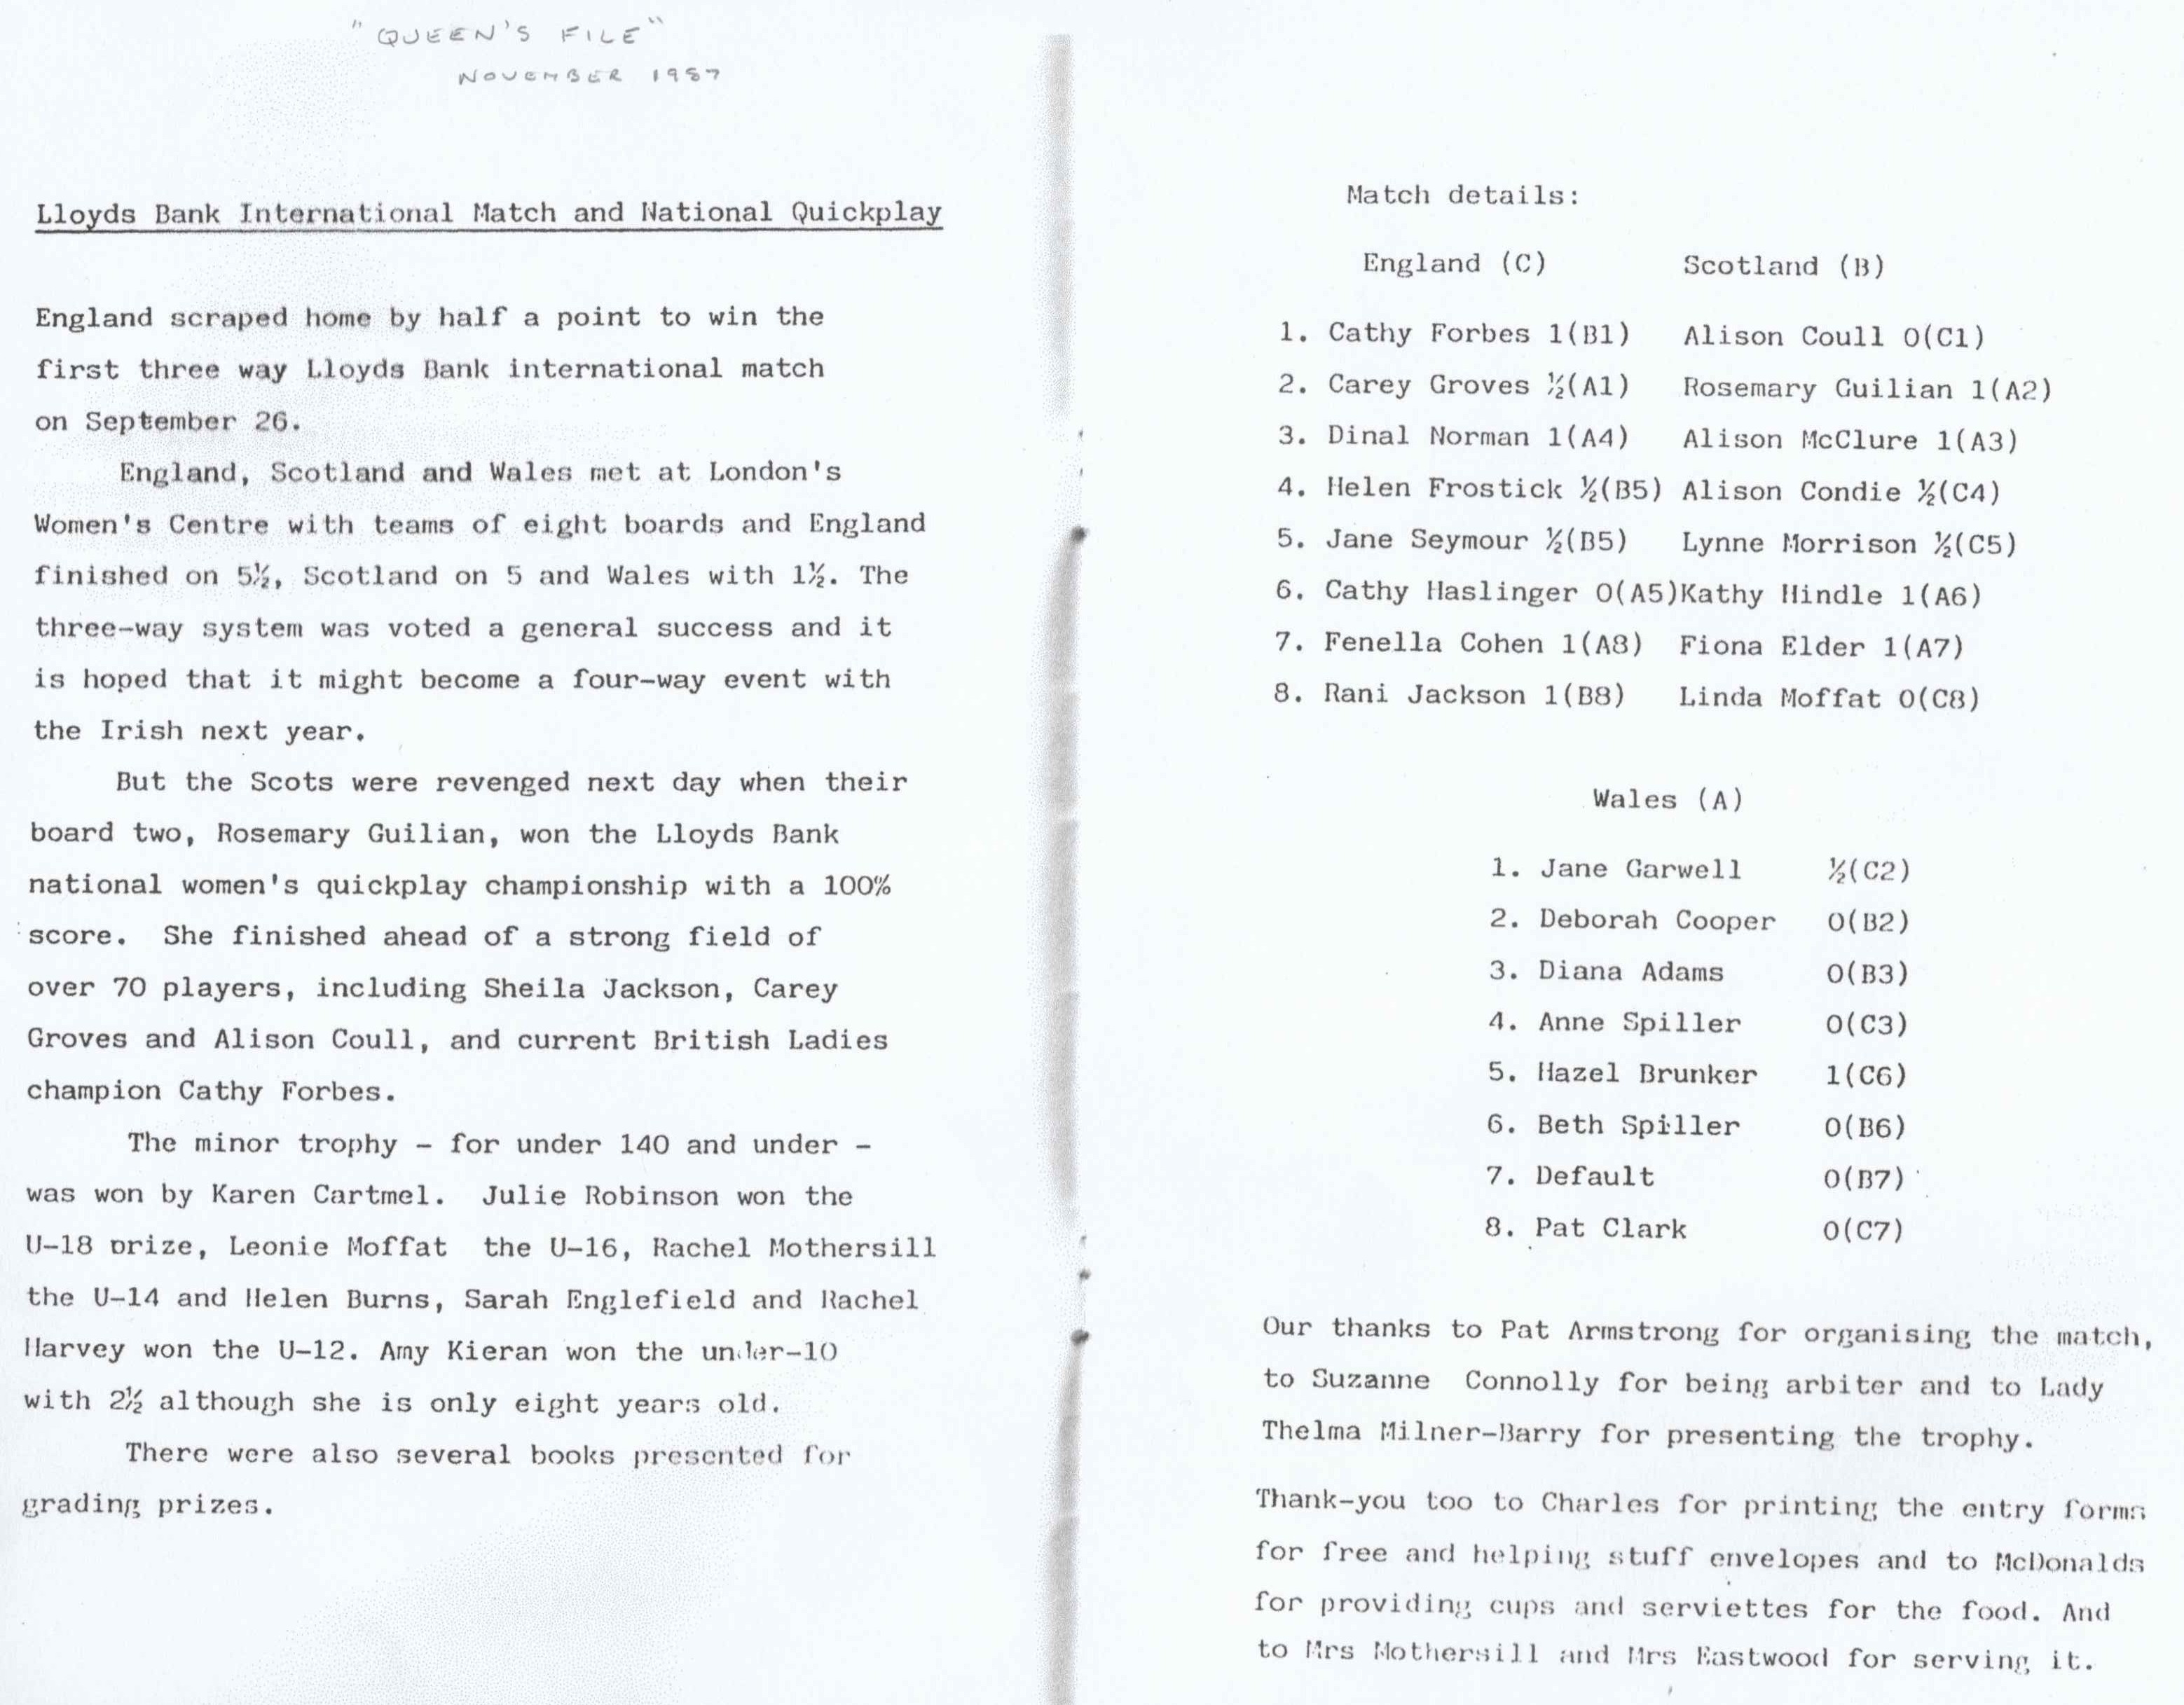 "QUEEN'S FILE"
NOVEMBER 1987
Lloyds Bank International Match and National Quickplay
England scraped home by half a point to win the
first three way Lloyds Bank international match
on September 26.
England, Scotland and Wales met at London's
Women's Centre with teams of eight boards and England
finished on 5½, Scotland on 5 and Wales with 1½. The
three-way system was voted a general success and it
is hoped that it might become a four-way event with
the Irish next year.
But the Scots were revenged next day when their
board two, Rosemary Guilian, won the Lloyds Bank
national women's quickplay championship with a 100%
score. She finished ahead of a strong field of
over 70 players, including Sheila Jackson, Carey
Groves and Alison Coull, and current British Ladies
champion Cathy Forbes.
The minor trophy - for under 140 and under -
was won by Karen Cartmel. Julie Robinson won the
U-18 prize, Leonie Moffat the U-16, Rachel Mothersill
the U-14 and Helen Burns, Sarah Englefield and Rachel
Harvey won the U-12. Amy Kieran won the under-10
with 2½ although she is only eight years old.
There were also several books presented for
grading prizes.
Match details:
England (C) Scotland (B)
1. Cathy Forbes 1(B1) Alison Coull 0(C1)
2. Carey Groves ½(A1) Rosemary Guilian 1(A2)
3. Dinal Norman 1(A4) Alison McClure 1(A3)
4. Helen Frostick ½(B5) Alison Condie ½(C4)
5. Jane Seymour ½(B5) Lynne Morrison ½(C5)
6. Cathy Haslinger 0(A5)Kathy Hindle 1(A6)
7. Fenella Cohen 1(A8) Fiona Elder 1(A7)
8. Rani Jackson 1(B8) Linda Moffat 0(C8)
Wales (A)
1. Jane Garwell ½(C2)
2. Deborah Cooper 0(B2)
3. Diana Adams 0(B3)
4. Anne Spiller 0(C3)
5. Hazel Brunker 1(C6)
6. Beth Spiller 0(B6)
7. Default 0(B7)
8. Pat Clark 0(C7)
Our thanks to Pat Armstrong for organising the match,
to Suzanne Connolly for being arbiter and to Lady
Thelma Milner-Barry for presenting the trophy.
Thank-you too to Charles for printing the entry forms
for free and helping stuff envelopes and to McDonalds
for providing cups and serviettes for the food. And
to Mrs Mothersill and Mrs Eastwood for serving it.